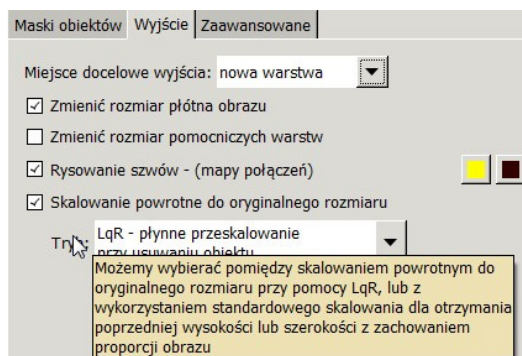 Maski obiektów Wyjście Zaawansowane
Miejsce docelowe wyjścia: nowa warstwa
Zmienić rozmiar płótna obrazu
Zmienić rozmiar pomocniczych warstw
Rysowanie szwów - (mapy połączeń)
Skalowanie powrotne do oryginalnego rozmiaru
LqR - płynne przeskalowanie
przy usuwaniu obiektu
Możemy wybierać pomiędzy skalowaniem powrotnym do
oryginalnego rozmiaru przy pomocy LqR, lub z
wykorzystaniem standardowego skalowania dla otrzymania
poprzedniej wysokości lub szerokości z zachowaniem
proporcji obrazu